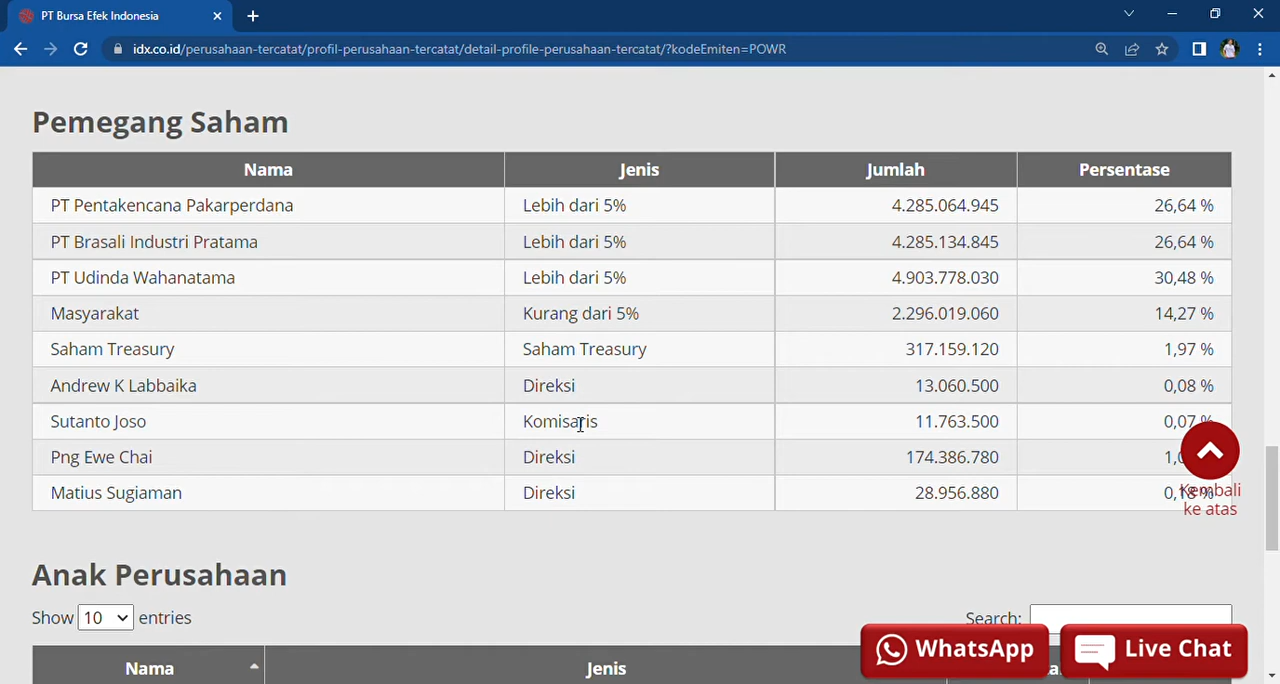 PT Bursa Efek Indonesia
idx.co.id/perusahaan-tercatat/profil-perusahaan-tercatat/detail-profile-perusahaan-tercatat/?kodeEmiten=POWR
Pemegang Saham
Nama Jenis Jumlah Persentase
PT Pentakencana Pakarperdana Lebih dari 5% 4.285.064.945 26,64 %
PT Brasali Industri Pratama Lebih dari 5% 4.285.134.845 26,64 %
PT Udinda Wahanatama Lebih dari 5% 4.903.778.030 30,48 %
Masyarakat Kurang dari 5% 2.296.019.060 14,27 %
Saham Treasury Saham Treasury 317.159.120 1,97 %
Andrew K Labbaika Direksi 13.060.500 0,08 %
Sutanto Joso Komisaris 11.763.500 0,07 %
Png Ewe Chai Direksi 174.386.780
Matius Sugiaman Direksi 28.956.880
Kembali
ke atas
Anak Perusahaan
Show 10 entries Search:
WhatsApp Live Chat
Nama Jenis